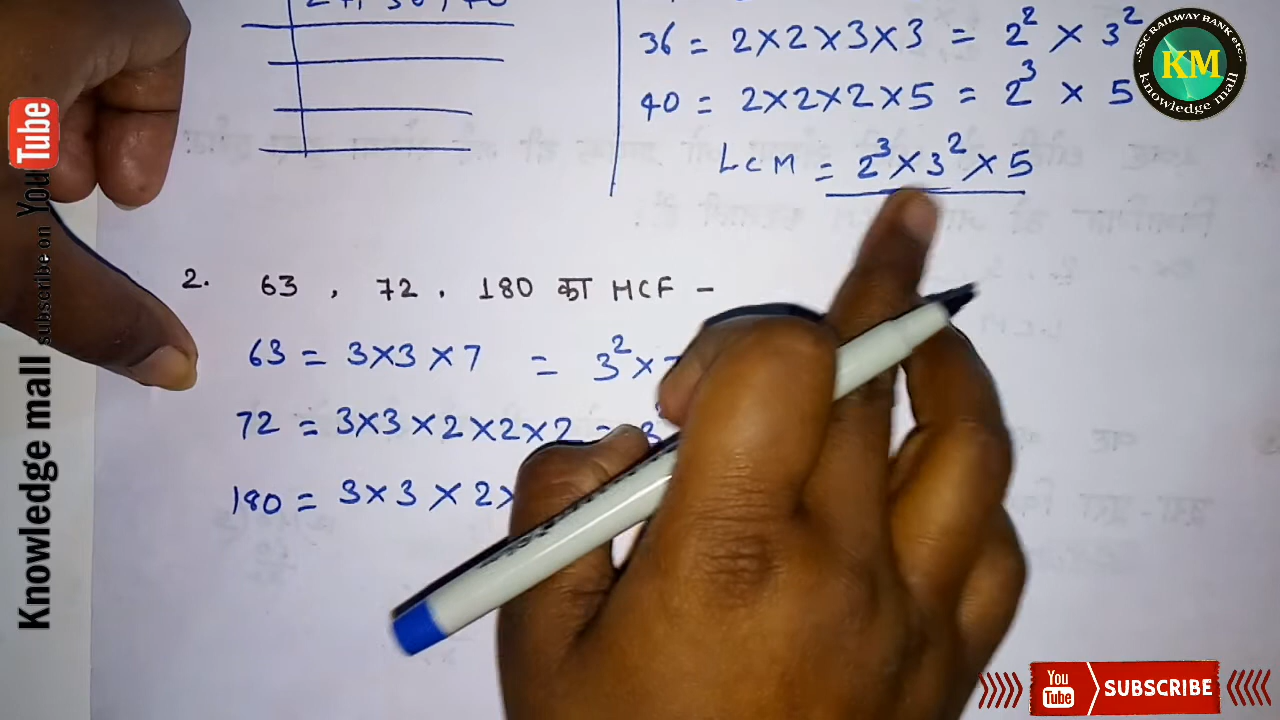 36 = 2×2×3×3 = 2² × 3²
40 = 2×2×2×5 = 2³ × 5
LCM = 2³×3²×5
2. 63, 72, 180 का HCF –
63 = 3×3×7 = 3²×7
72 = 3×3×2×2×2 =
180 = 3×3×2×
You Tube
Knowledge mall subscribe on You
SSC RAILWAY BANK etc.
KM
knowledge mall
You Tube SUBSCRIBE